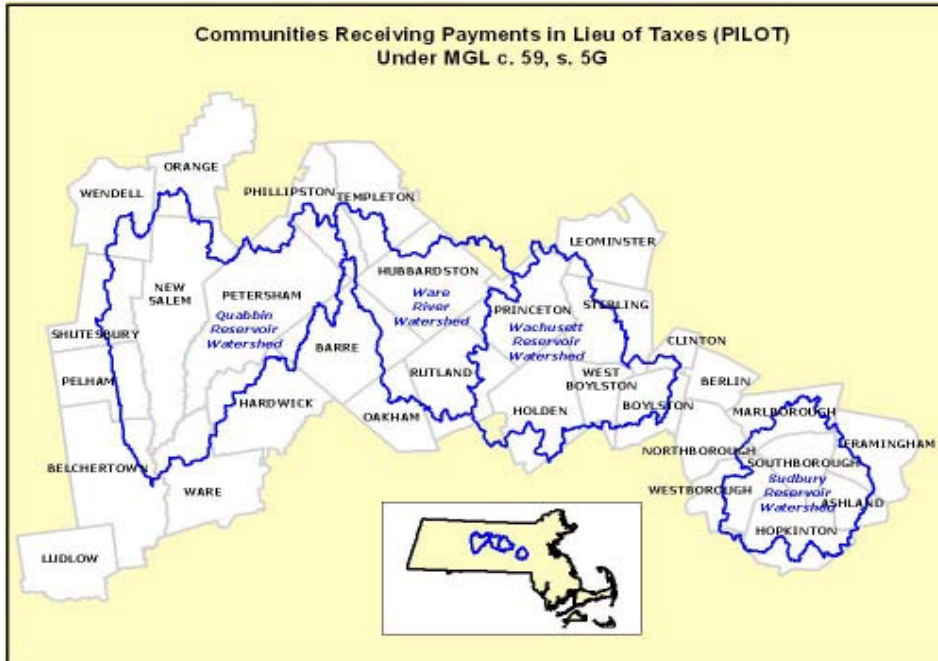 Communities Receiving Payments in Lieu of Taxes (PILOT)
Under MGL c. 59, s. 5G
ORANGE
WENDELL
PHILLIPSTON
TEMPLETON
LEOMINSTER
HUBBARDSTON
NEW
SALEM
PETERSHAM
Ware
River
Watershed
PRINCETON
STERLING
Quabbin
Reservoir
Watershed
Wachusett
Reservoir
Watershed
SHUTESBURY
BARRE
CLINTON
PELHAM
RUTLAND
WEST
BOYLSTON
BERLIN
HARDWICK
OAKHAM
HOLDEN
BOYLSTON
MARLBOROUGH
FRAMINGHAM
NORTHBOROUGH
SOUTHBOROUGH
BELCHERTOWN
WARE
WESTBOROUGH
Sudbury
Reservoir
Watershed
ASHLAND
HOPKINTON
LUDLOW